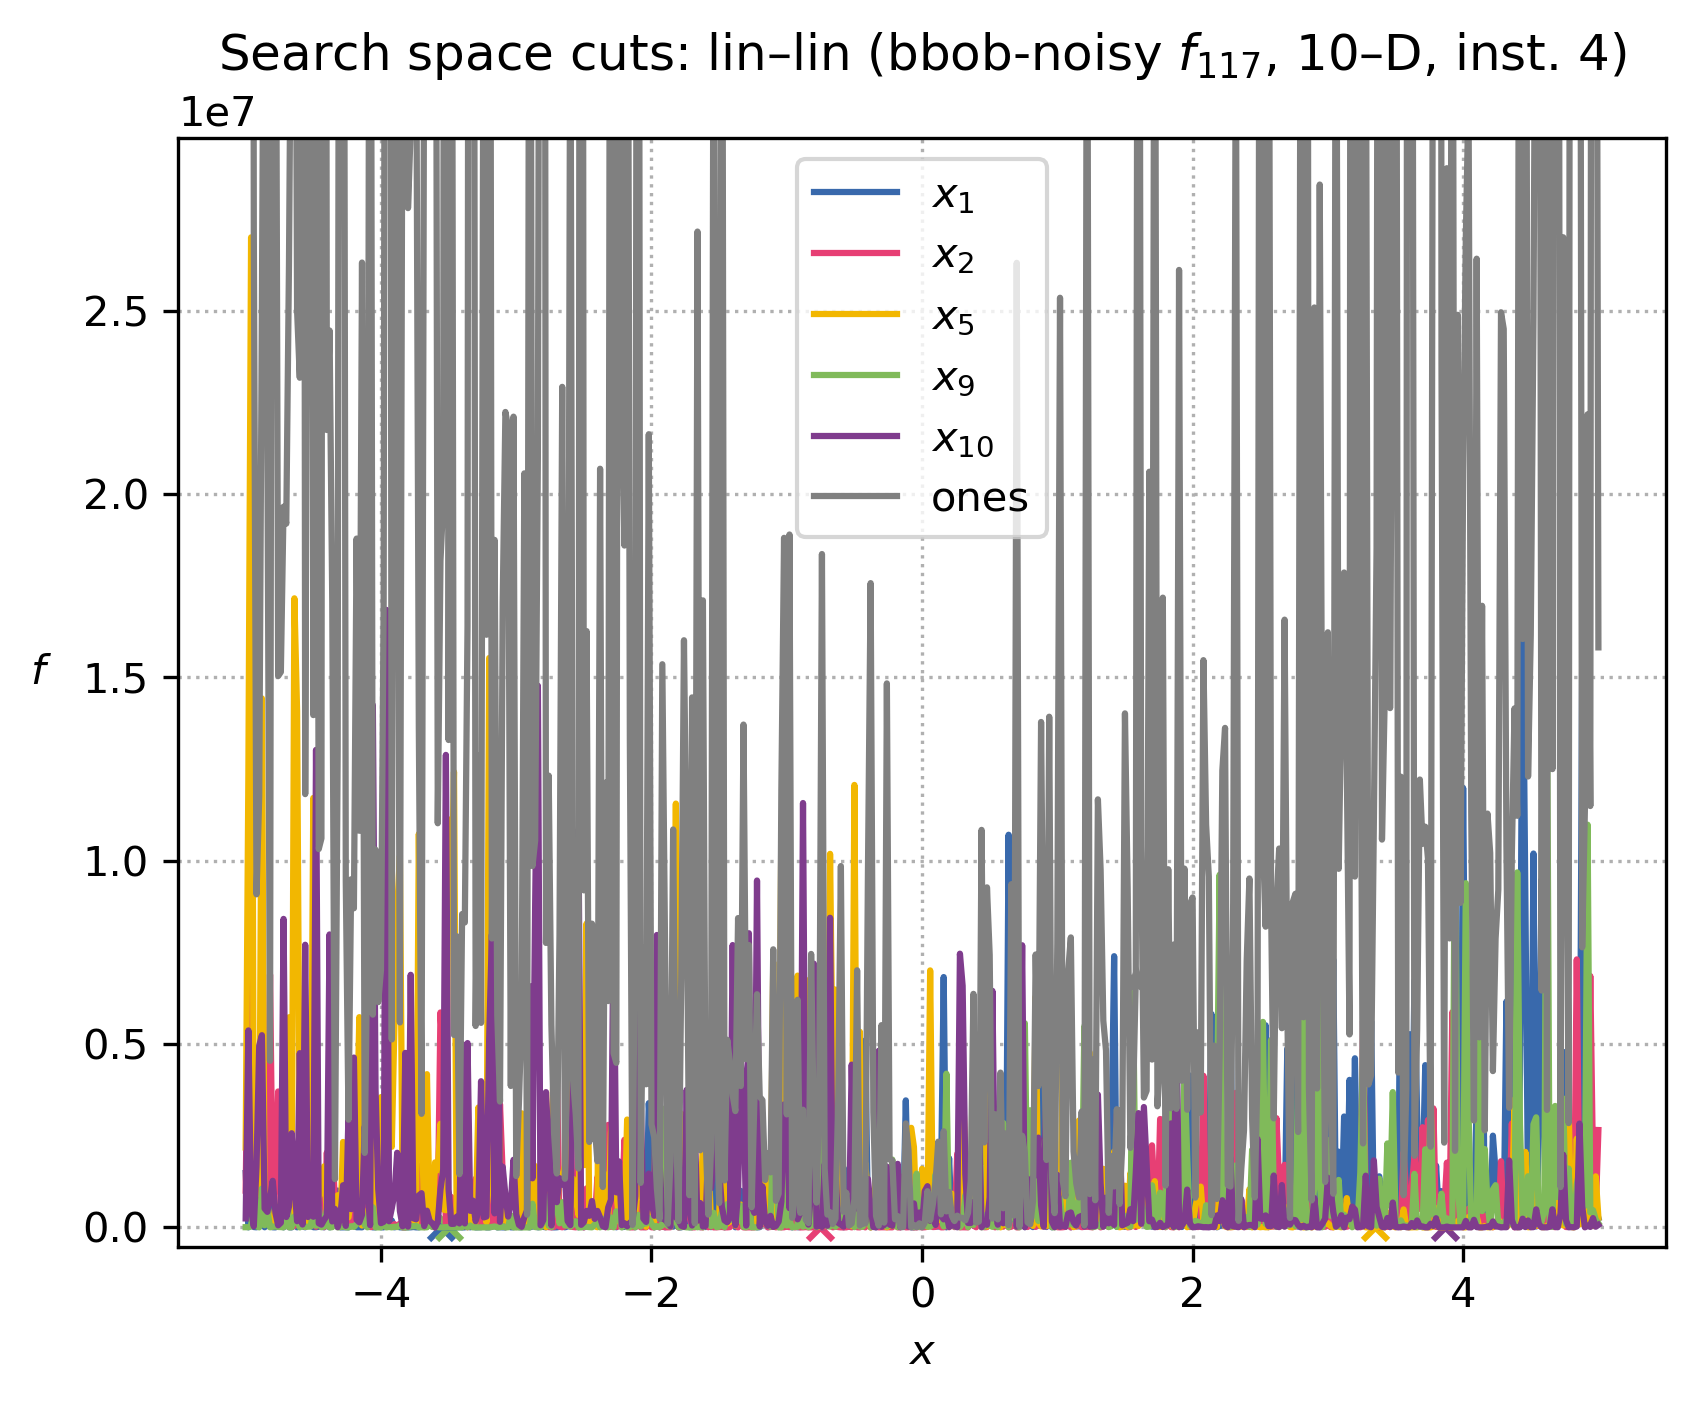 Search space cuts: lin–lin (bbob-noisy f117, 10–D, inst. 4)
1e7
2.5
2.0
1.5
1.0
0.5
0.0
f
x1
x2
x5
x9
x10
ones
−4 −2 0 2 4
x